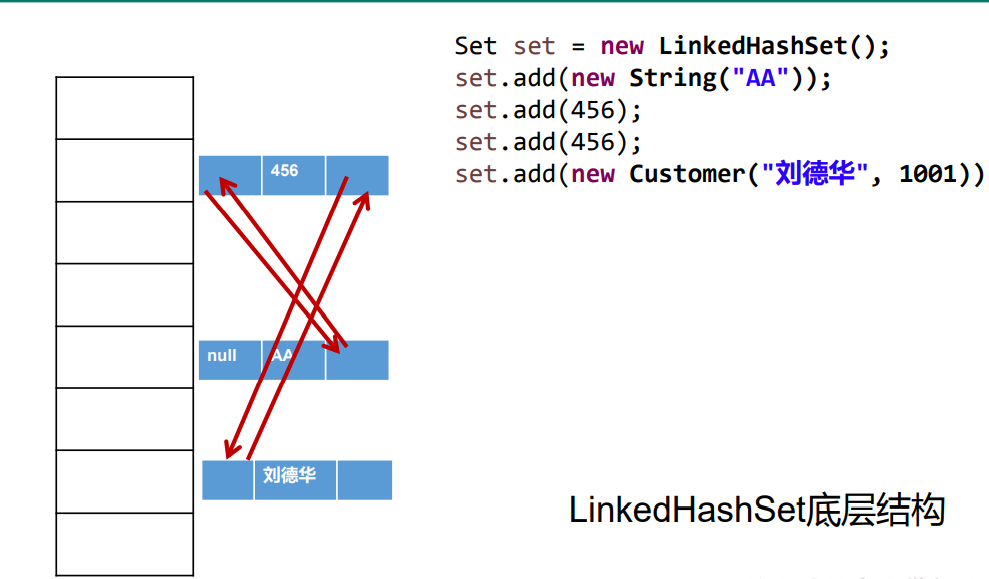 Set set = new LinkedHashSet();
set.add(new String("AA"));
set.add(456);
set.add(456);
set.add(new Customer("刘德华", 1001))
456
null AA
刘德华
LinkedHashSet底层结构